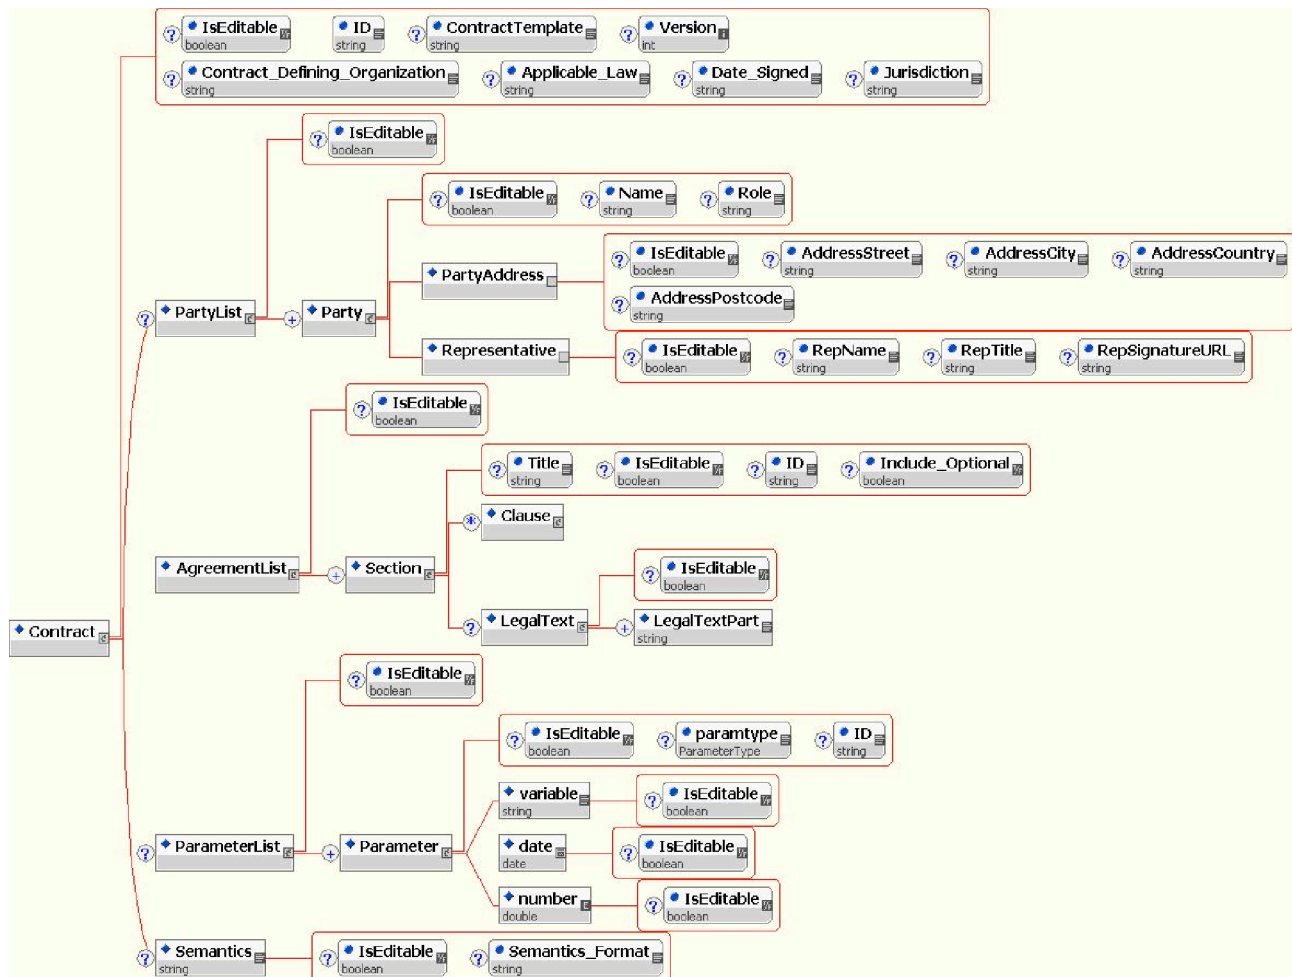 IsEditable ID ContractTemplate Version
boolean string string int
Contract_Defining_Organization Applicable_Law Date_Signed Jurisdiction
string string string string
IsEditable
boolean
IsEditable Name Role
boolean string string
IsEditable AddressStreet AddressCity AddressCountry
boolean string string string
PartyAddress
AddressPostcode
string
PartyList Party
Representative IsEditable RepName RepTitle RepSignatureURL
boolean string string string
IsEditable
boolean
Title IsEditable ID Include_Optional
string boolean string boolean
Clause
AgreementList Section IsEditable
boolean
LegalText LegalTextPart
string
Contract
IsEditable
boolean
IsEditable paramtype ID
boolean ParameterType string
variable IsEditable
string boolean
ParameterList Parameter date IsEditable
date boolean
number IsEditable
double boolean
Semantics IsEditable Semantics_Format
string boolean string